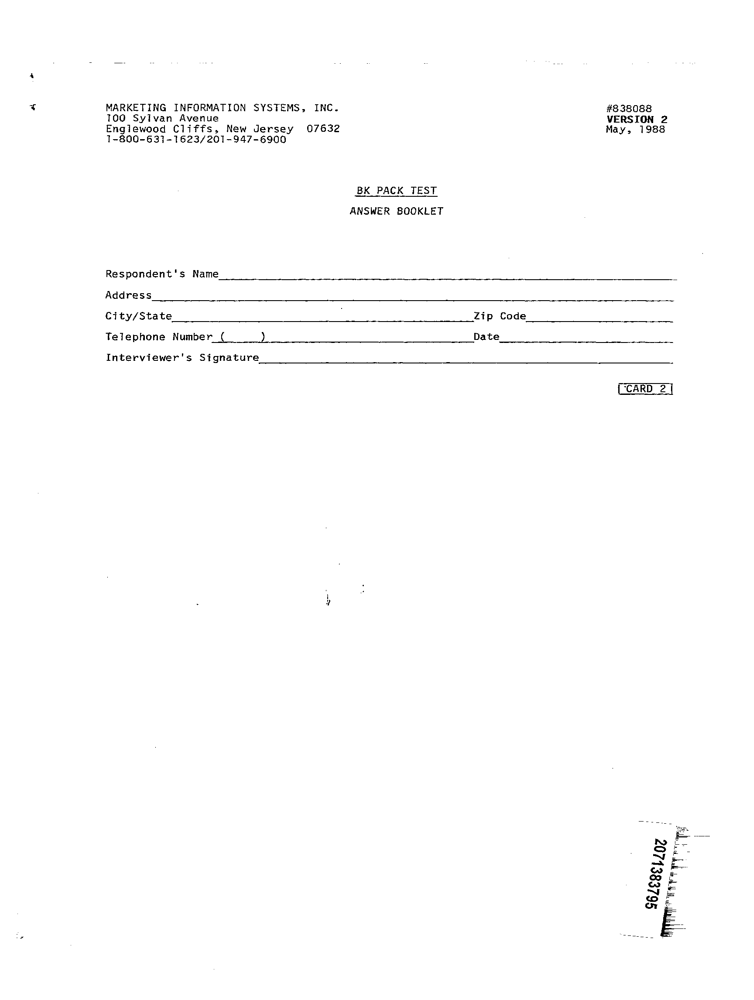 MARKETING INFORMATION SYSTEMS, INC.
100 Sylvan Avenue
Englewood Cliffs, New Jersey 07632
1-800-631-1623/201-947-6900
#838088
VERSION 2
May, 1988
BK PACK TEST
ANSWER BOOKLET
Respondent's Name
Address
City/State Zip Code
Telephone Number ( ) Date
Interviewer's Signature
CARD 2
2071383795